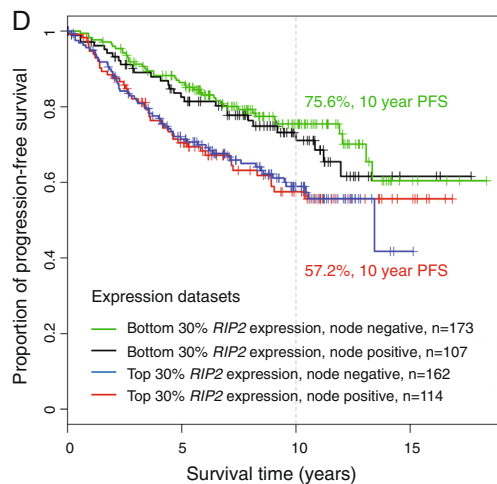 D
Proportion of progression-free survival
1
0.8
0.6
0.4
0.2
0
75.6%, 10 year PFS
57.2%, 10 year PFS
Expression datasets
Bottom 30% RIP2 expression, node negative, n=173
Bottom 30% RIP2 expression, node positive, n=107
Top 30% RIP2 expression, node negative, n=162
Top 30% RIP2 expression, node positive, n=114
0 5 10 15
Survival time (years)